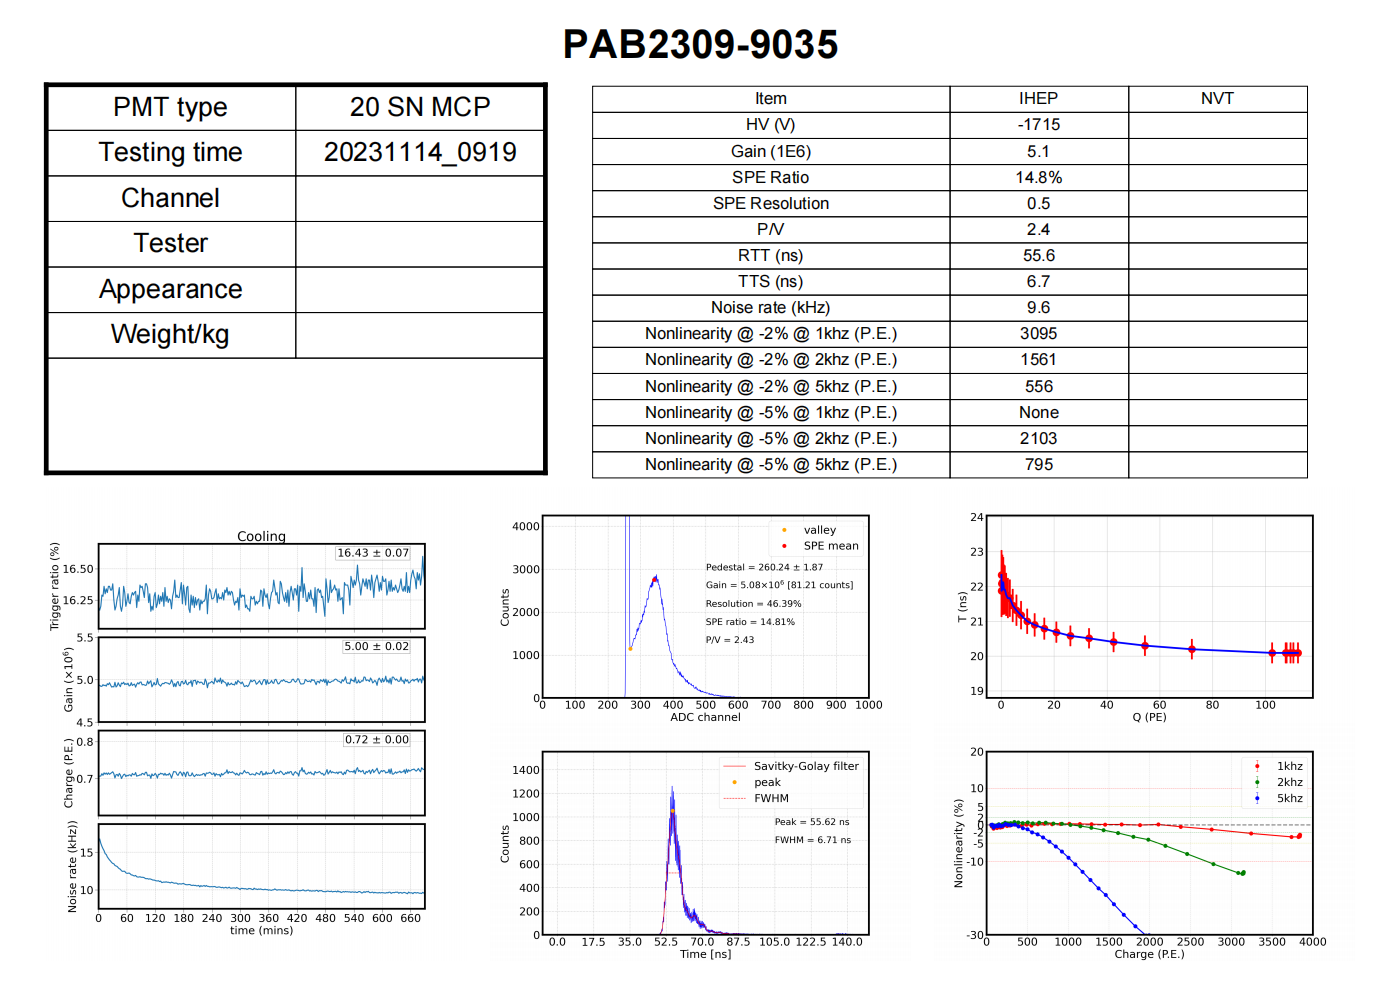 PAB2309-9035
PMT type 20 SN MCP
Testing time 20231114_0919
Channel
Tester
Appearance
Weight/kg
Item IHEP NVT
HV (V) -1715
Gain (1E6) 5.1
SPE Ratio 14.8%
SPE Resolution 0.5
P/V 2.4
RTT (ns) 55.6
TTS (ns) 6.7
Noise rate (kHz) 9.6
Nonlinearity @ -2% @ 1khz (P.E.) 3095
Nonlinearity @ -2% @ 2khz (P.E.) 1561
Nonlinearity @ -2% @ 5khz (P.E.) 556
Nonlinearity @ -5% @ 1khz (P.E.) None
Nonlinearity @ -5% @ 2khz (P.E.) 2103
Nonlinearity @ -5% @ 5khz (P.E.) 795
Cooling
Trigger ratio (%)
16.50
16.25
16.43 ± 0.07
Gain (×10⁶)
5.5
5.0
4.5
5.00 ± 0.02
Charge (P.E.)
0.8
0.7
0.72 ± 0.00
Noise rate (kHz))
15
10
0 60 120 180 240 300 360 420 480 540 600 660
time (mins)
Counts
4000
3000
2000
1000
0
valley
SPE mean
Pedestal = 260.24 ± 1.87
Gain = 5.08×10⁶ [81.21 counts]
Resolution = 46.39%
SPE ratio = 14.81%
P/V = 2.43
0 100 200 300 400 500 600 700 800 900 1000
ADC channel
Counts
1400
1200
1000
800
600
400
200
0
Savitky-Golay filter
peak
FWHM
Peak = 55.62 ns
FWHM = 6.71 ns
0.0 17.5 35.0 52.5 70.0 87.5 105.0 122.5 140.0
Time [ns]
T (ns)
24
23
22
21
20
19
0 20 40 60 80 100
Q (PE)
Nonlinearity (%)
20
10
5
2
0
-2
-5
-10
-30
1khz
2khz
5khz
0 500 1000 1500 2000 2500 3000 3500 4000
Charge (P.E.)